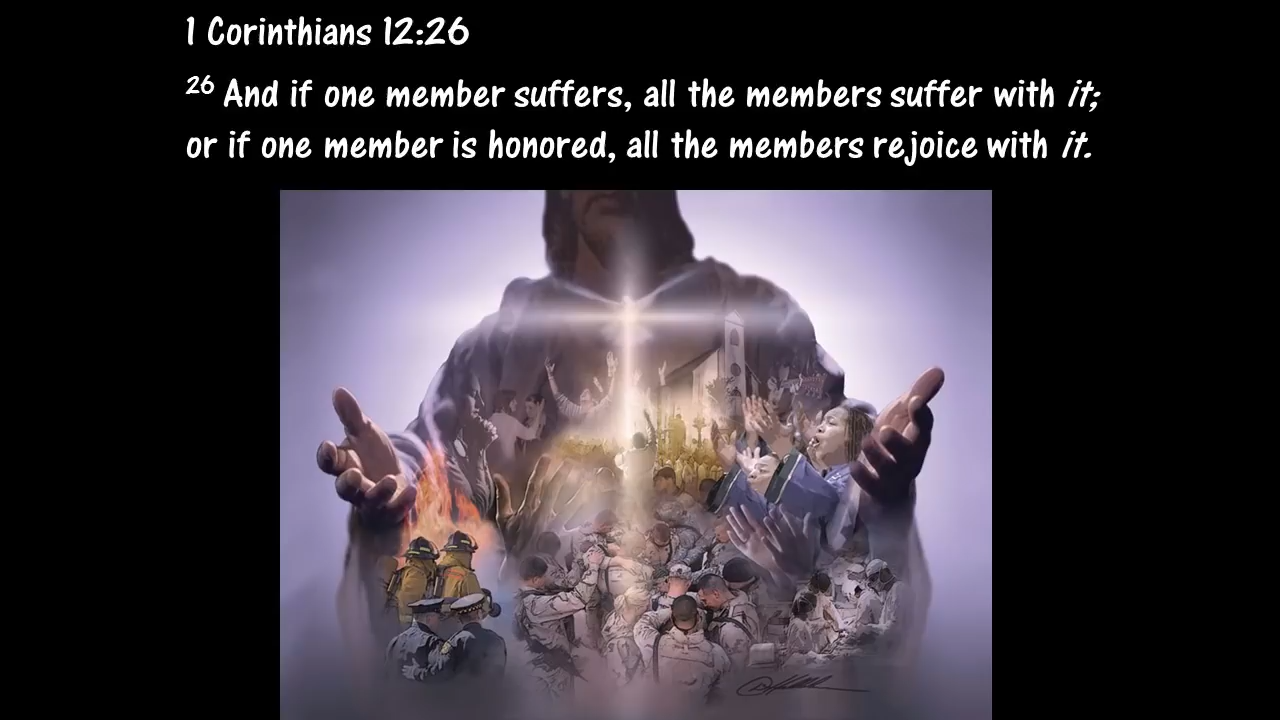 1 Corinthians 12:26
26 And if one member suffers, all the members suffer with it;
or if one member is honored, all the members rejoice with it.